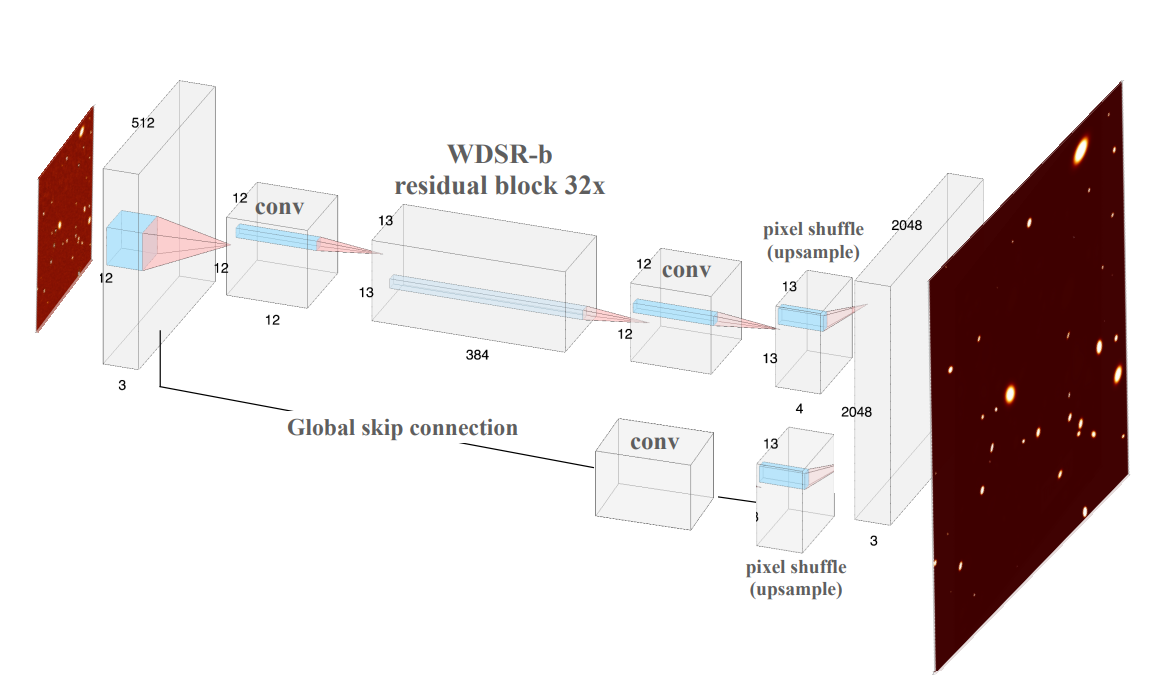 512
12
3
12
conv
12
12
WDSR-b
residual block 32x
13
13
384
12
conv
12
pixel shuffle
(upsample)
13
13
4
2048
2048
3
Global skip connection
conv
13
pixel shuffle
(upsample)